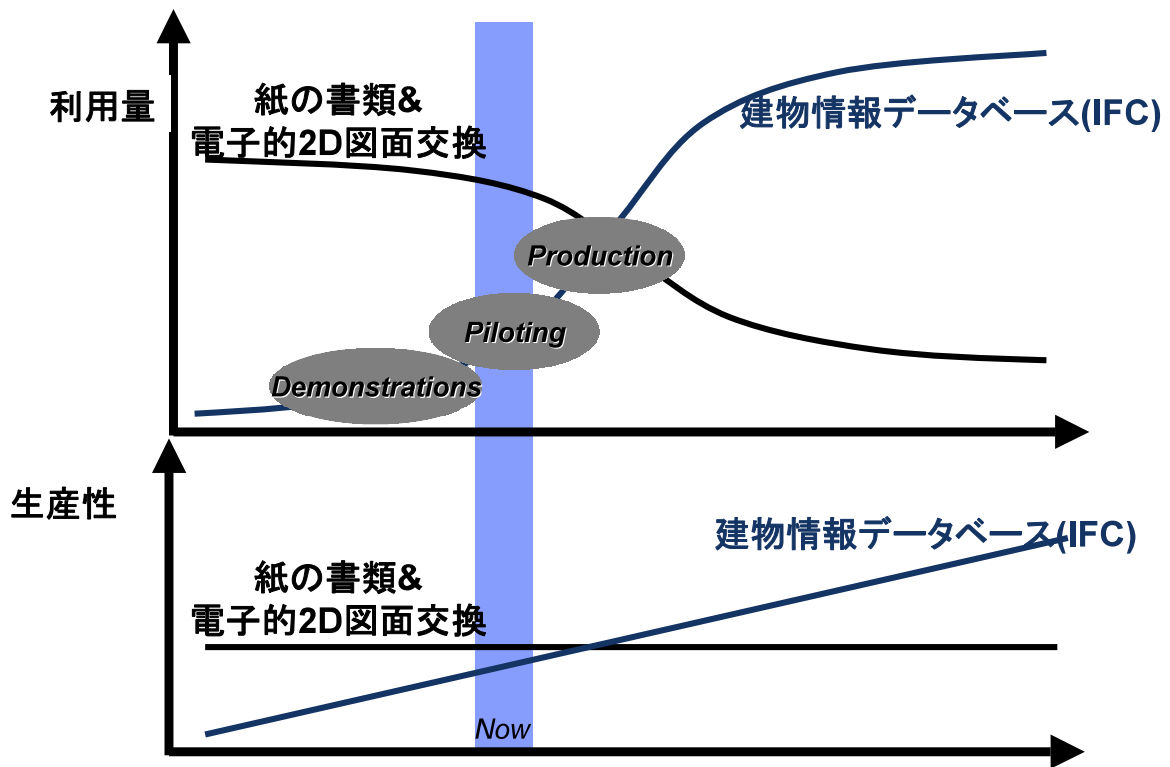 利用量
紙の書類&
電子的2D図面交換
建物情報データベース(IFC)
Production
Piloting
Demonstrations
生産性
建物情報データベース(IFC)
紙の書類&
電子的2D図面交換
Now